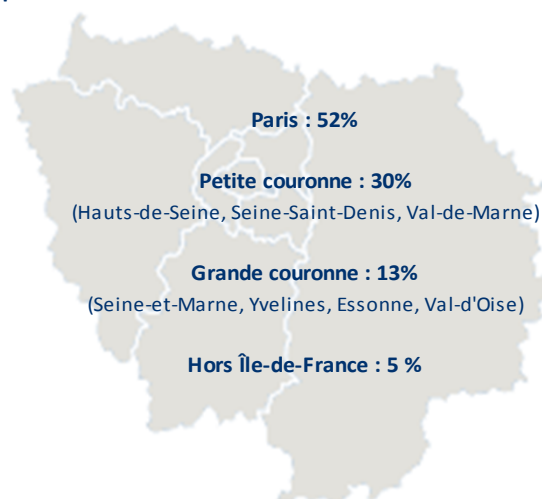 Paris : 52%
Petite couronne : 30%
(Hauts-de-Seine, Seine-Saint-Denis, Val-de-Marne)
Grande couronne : 13%
(Seine-et-Marne, Yvelines, Essonne, Val-d'Oise)
Hors Île-de-France : 5 %